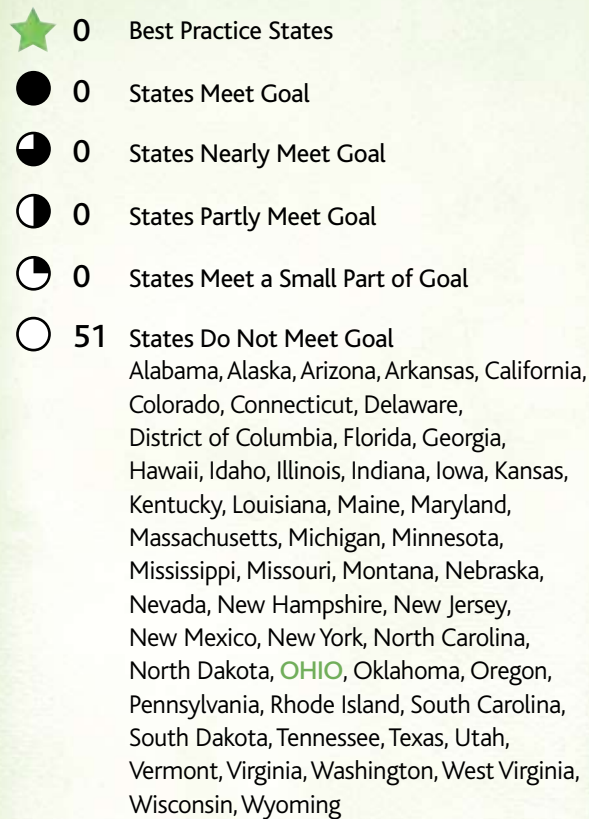 0 Best Practice States
0 States Meet Goal
0 States Nearly Meet Goal
0 States Partly Meet Goal
0 States Meet a Small Part of Goal
51 States Do Not Meet Goal
Alabama, Alaska, Arizona, Arkansas, California,
Colorado, Connecticut, Delaware,
District of Columbia, Florida, Georgia,
Hawaii, Idaho, Illinois, Indiana, Iowa, Kansas,
Kentucky, Louisiana, Maine, Maryland,
Massachusetts, Michigan, Minnesota,
Mississippi, Missouri, Montana, Nebraska,
Nevada, New Hampshire, New Jersey,
New Mexico, New York, North Carolina,
North Dakota, OHIO, Oklahoma, Oregon,
Pennsylvania, Rhode Island, South Carolina,
South Dakota, Tennessee, Texas, Utah,
Vermont, Virginia, Washington, West Virginia,
Wisconsin, Wyoming